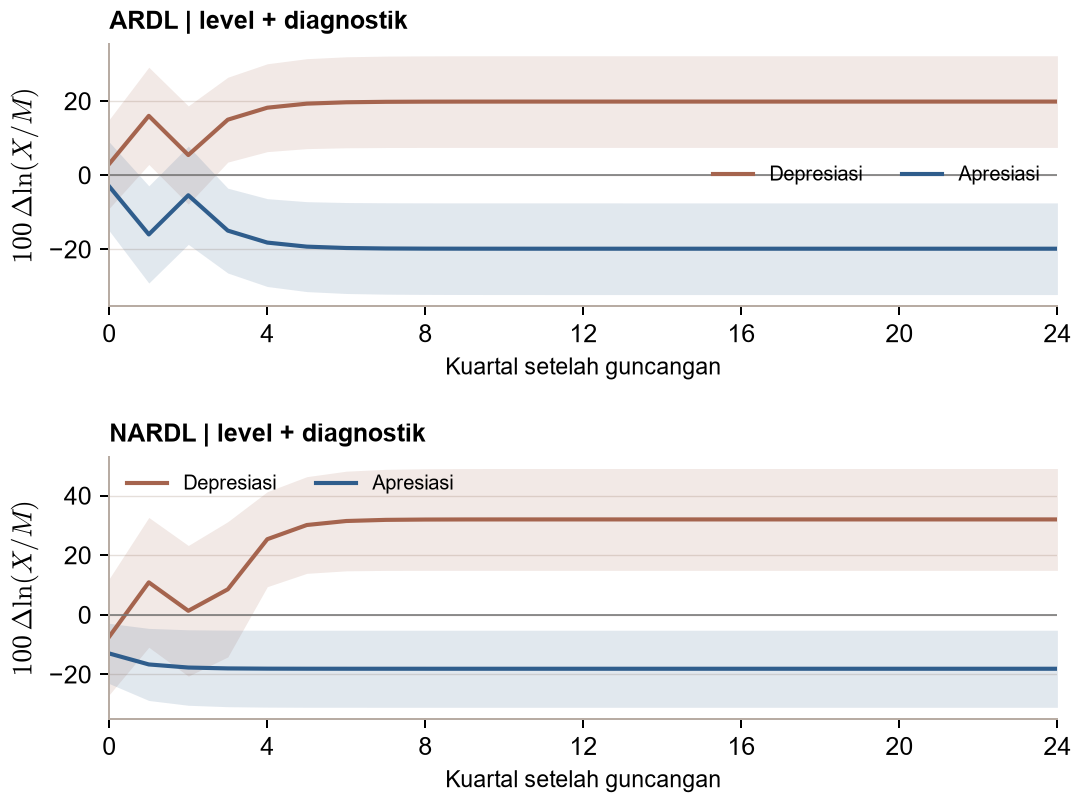 ARDL | level + diagnostik
100 Δln(X/M)
20
0
−20
Depresiasi Apresiasi
0 4 8 12 16 20 24
Kuartal setelah guncangan
NARDL | level + diagnostik
100 Δln(X/M)
Depresiasi Apresiasi
40
20
0
−20
0 4 8 12 16 20 24
Kuartal setelah guncangan